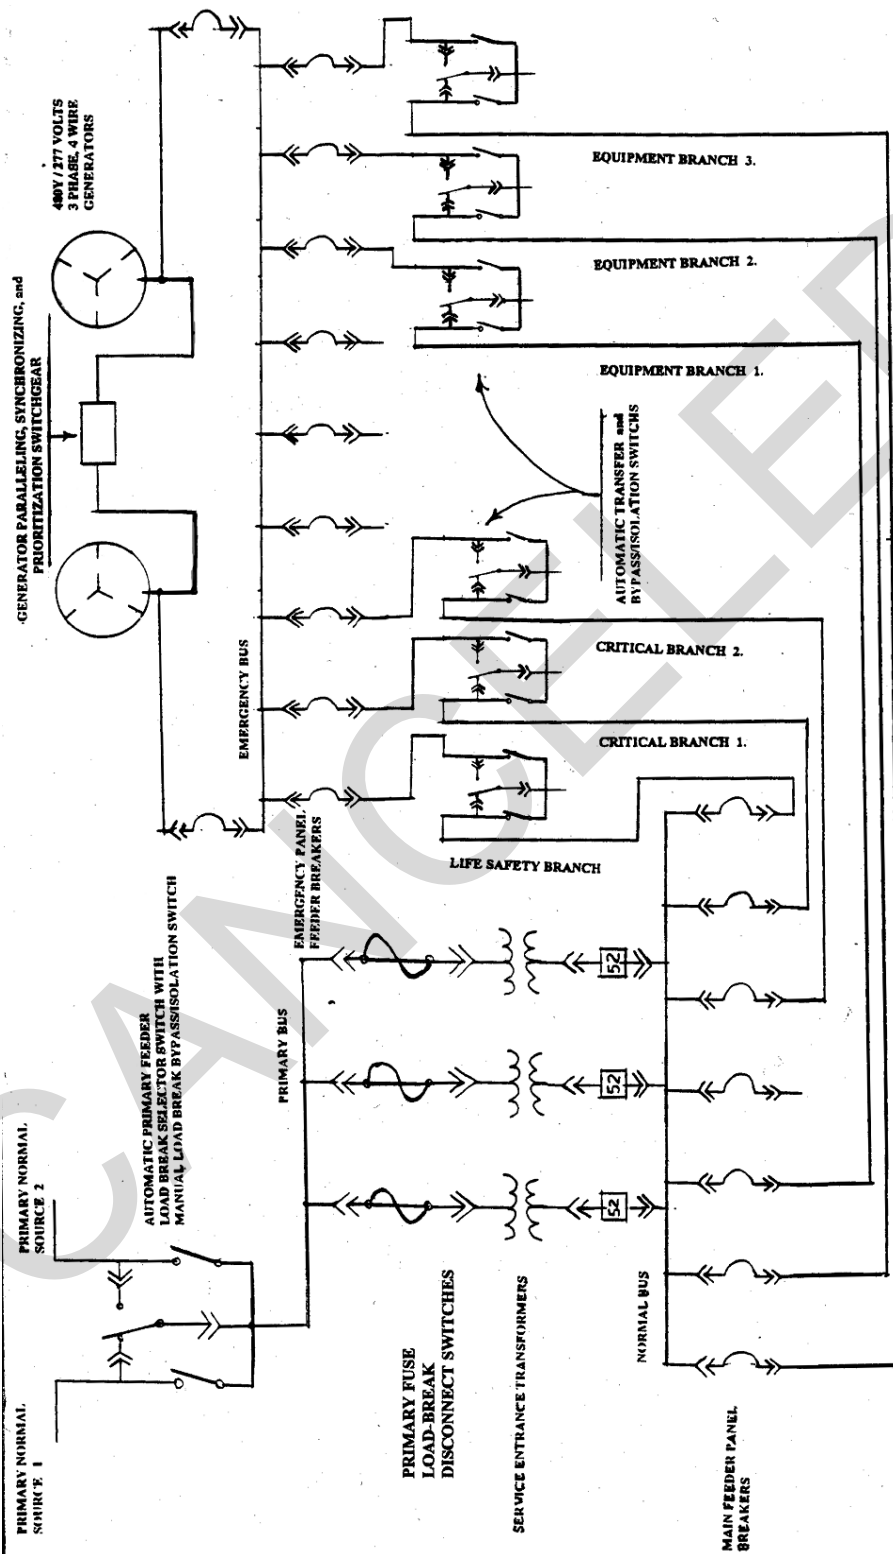 480Y / 277 VOLTS
3 PHASE, 4 WIRE
GENERATORS
GENERATOR PARALLELING, SYNCHRONIZING, and
PRIORITIZATION SWITCHGEAR
EQUIPMENT BRANCH 3.
EQUIPMENT BRANCH 2.
EQUIPMENT BRANCH 1.
AUTOMATIC TRANSFER and
BYPASS/ISOLATION SWITCHS
EMERGENCY BUS
CRITICAL BRANCH 2.
CRITICAL BRANCH 1.
LIFE SAFETY BRANCH
EMERGENCY PANEL
FEEDER BREAKERS
AUTOMATIC PRIMARY FEEDER
LOAD BREAK SELECTOR SWITCH WITH
MANUAL LOAD BREAK BYPASS/ISOLATION SWITCH
PRIMARY BUS
52
52
52
PRIMARY NORMAL
SOURCE 2
PRIMARY NORMAL
SOURCE 1
PRIMARY FUSE
LOAD-BREAK
DISCONNECT SWITCHES
SERVICE ENTRANCE TRANSFORMERS
NORMAL BUS
MAIN FEEDER PANEL
BREAKERS
CANCELED